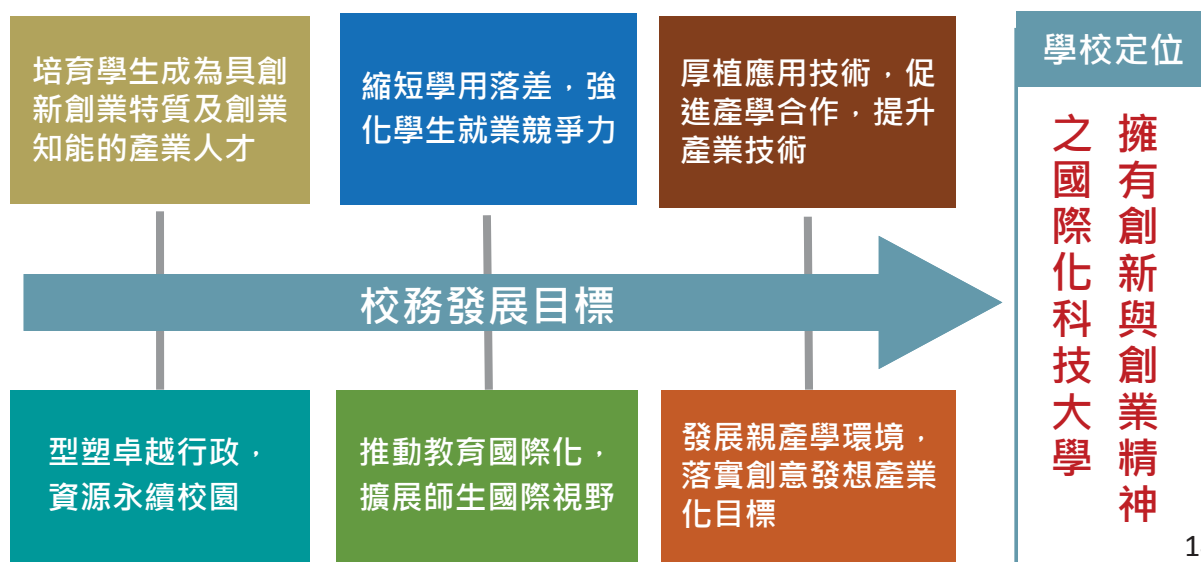 培育學生成為具創
新創業特質及創業
知能的產業人才
縮短學用落差，強
化學生就業競爭力
厚植應用技術，促
進產學合作，提升
產業技術
校務發展目標
型塑卓越行政，
資源永續校園
推動教育國際化，
擴展師生國際視野
發展親產學環境，
落實創意發想產業
化目標
學校定位
擁有創新與創業精神
之國際化科技大學
1